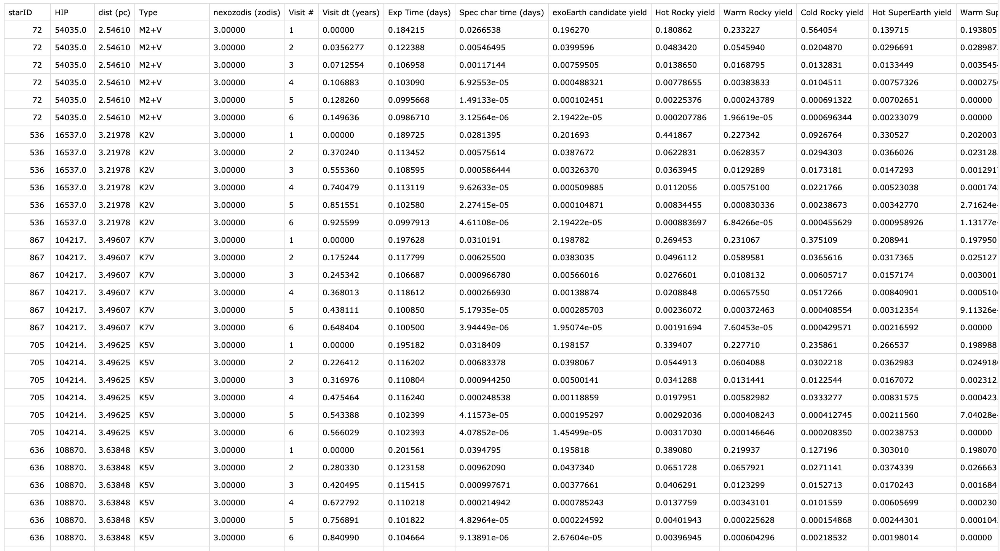 starID HIP dist (pc) Type nexozodis (zodis) Visit # Visit dt (years) Exp Time (days) Spec char time (days) exoEarth candidate yield Hot Rocky yield Warm Rocky yield Cold Rocky yield Hot SuperEarth yield Warm Sup
72 54035.0 2.54610 M2+V 3.00000 1 0.00000 0.184215 0.0266538 0.196270 0.180862 0.233227 0.564054 0.139715 0.193805
72 54035.0 2.54610 M2+V 3.00000 2 0.0356277 0.122388 0.00546495 0.0399596 0.0483420 0.0545940 0.0204870 0.0296691 0.028987
72 54035.0 2.54610 M2+V 3.00000 3 0.0712554 0.106958 0.00117144 0.00759505 0.0138650 0.0168795 0.0132831 0.0133449 0.003545
72 54035.0 2.54610 M2+V 3.00000 4 0.106883 0.103090 6.92553e-05 0.000488321 0.00778655 0.00383833 0.0104511 0.00757326 0.000275
72 54035.0 2.54610 M2+V 3.00000 5 0.128260 0.0995668 1.49133e-05 0.000102451 0.00225376 0.000243789 0.000691322 0.00702651 0.00000
72 54035.0 2.54610 M2+V 3.00000 6 0.149636 0.0986710 3.12564e-06 2.19422e-05 0.000207786 1.96619e-05 0.000696344 0.00233079 0.00000
536 16537.0 3.21978 K2V 3.00000 1 0.00000 0.189725 0.0281395 0.201693 0.441867 0.227342 0.0926764 0.330527 0.202003
536 16537.0 3.21978 K2V 3.00000 2 0.370240 0.113452 0.00575614 0.0387672 0.0622831 0.0628357 0.0294303 0.0366026 0.023128
536 16537.0 3.21978 K2V 3.00000 3 0.555360 0.108595 0.000586444 0.00326370 0.0363945 0.0129289 0.0173181 0.0147293 0.001291
536 16537.0 3.21978 K2V 3.00000 4 0.740479 0.113119 9.62633e-05 0.000509885 0.0112056 0.00575100 0.0221766 0.00523038 0.000174
536 16537.0 3.21978 K2V 3.00000 5 0.851551 0.102580 2.27415e-05 0.000104871 0.00834455 0.000830336 0.00238673 0.00342770 2.71624e-
536 16537.0 3.21978 K2V 3.00000 6 0.925599 0.0997913 4.61108e-06 2.19422e-05 0.000883697 6.84266e-05 0.000455629 0.000958926 1.13177e-
867 104217. 3.49607 K7V 3.00000 1 0.00000 0.197628 0.0310191 0.198782 0.269453 0.231067 0.375109 0.208941 0.197950
867 104217. 3.49607 K7V 3.00000 2 0.175244 0.117799 0.00625500 0.0383035 0.0496112 0.0589581 0.0365616 0.0317365 0.025127
867 104217. 3.49607 K7V 3.00000 3 0.245342 0.106687 0.000966780 0.00566016 0.0276601 0.0108132 0.00605717 0.0157174 0.003001
867 104217. 3.49607 K7V 3.00000 4 0.368013 0.118612 0.000266930 0.00138874 0.0208848 0.00657550 0.0517266 0.00840901 0.000510
867 104217. 3.49607 K7V 3.00000 5 0.438111 0.100850 5.17935e-05 0.000285703 0.00236072 0.000372463 0.000408554 0.00312354 9.11326e-
867 104217. 3.49607 K7V 3.00000 6 0.648404 0.100500 3.94449e-06 1.95074e-05 0.00191694 7.60453e-05 0.000429571 0.00216592 0.00000
705 104214. 3.49625 K5V 3.00000 1 0.00000 0.195182 0.0318409 0.198157 0.339407 0.227710 0.235861 0.266537 0.198988
705 104214. 3.49625 K5V 3.00000 2 0.226412 0.116202 0.00683378 0.0398067 0.0544913 0.0604088 0.0302218 0.0362983 0.024918
705 104214. 3.49625 K5V 3.00000 3 0.316976 0.110804 0.000944250 0.00500141 0.0341288 0.0131441 0.0122544 0.0167072 0.002312
705 104214. 3.49625 K5V 3.00000 4 0.475464 0.116240 0.000248538 0.00118859 0.0197951 0.00582982 0.0333277 0.00831575 0.000423
705 104214. 3.49625 K5V 3.00000 5 0.543388 0.102399 4.11573e-05 0.000195297 0.00292036 0.000408243 0.000412745 0.00211560 7.04028e-
705 104214. 3.49625 K5V 3.00000 6 0.566029 0.102393 4.07852e-06 1.45499e-05 0.00317030 0.000146646 0.000208350 0.00238753 0.00000
636 108870. 3.63848 K5V 3.00000 1 0.00000 0.201561 0.0394795 0.195818 0.389080 0.219937 0.127196 0.303010 0.198070
636 108870. 3.63848 K5V 3.00000 2 0.280330 0.123158 0.00962090 0.0437340 0.0651728 0.0657921 0.0271141 0.0374339 0.026663
636 108870. 3.63848 K5V 3.00000 3 0.420495 0.115415 0.000997671 0.00377661 0.0406291 0.0123299 0.0152713 0.0170243 0.001684
636 108870. 3.63848 K5V 3.00000 4 0.672792 0.110218 0.000214942 0.000785243 0.0137759 0.00343101 0.0101559 0.00605699 0.000230
636 108870. 3.63848 K5V 3.00000 5 0.756891 0.101822 4.82964e-05 0.000224592 0.00401943 0.000225628 0.000154868 0.00244301 0.000104
636 108870. 3.63848 K5V 3.00000 6 0.840990 0.104664 9.13891e-06 2.67604e-05 0.00396945 0.000604296 0.00218532 0.00198014 0.00000